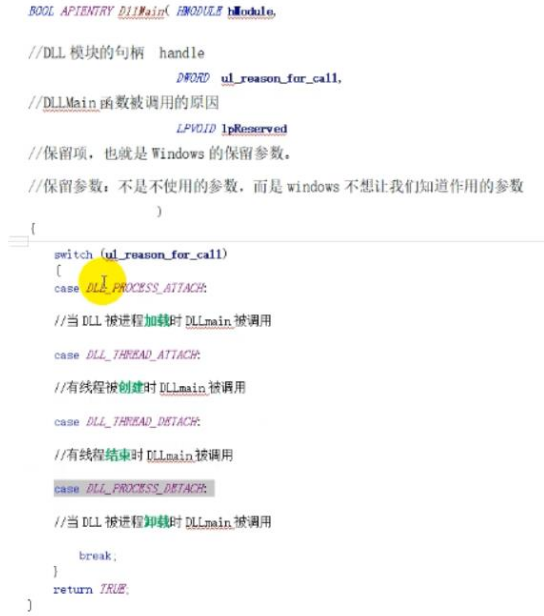 BOOL APIENTRY DllMain( HMODULE hModule,
//DLL 模块的句柄 handle
DWORD ul_reason_for_call,
//DLLMain 函数被调用的原因
LPVOID lpReserved
//保留项，也就是 Windows 的保留参数。
//保留参数：不是不使用的参数，而是 windows 不想让我们知道作用的参数
)
{
switch (ul_reason_for_call)
{
case DLL_PROCESS_ATTACH:
//当 DLL 被进程加载时 DLLmain 被调用
case DLL_THREAD_ATTACH:
//有线程被创建时 DLLmain 被调用
case DLL_THREAD_DETACH:
//有线程结束时 DLLmain 被调用
case DLL_PROCESS_DETACH:
//当 DLL 被进程卸载时 DLLmain 被调用
break;
}
return TRUE;
}